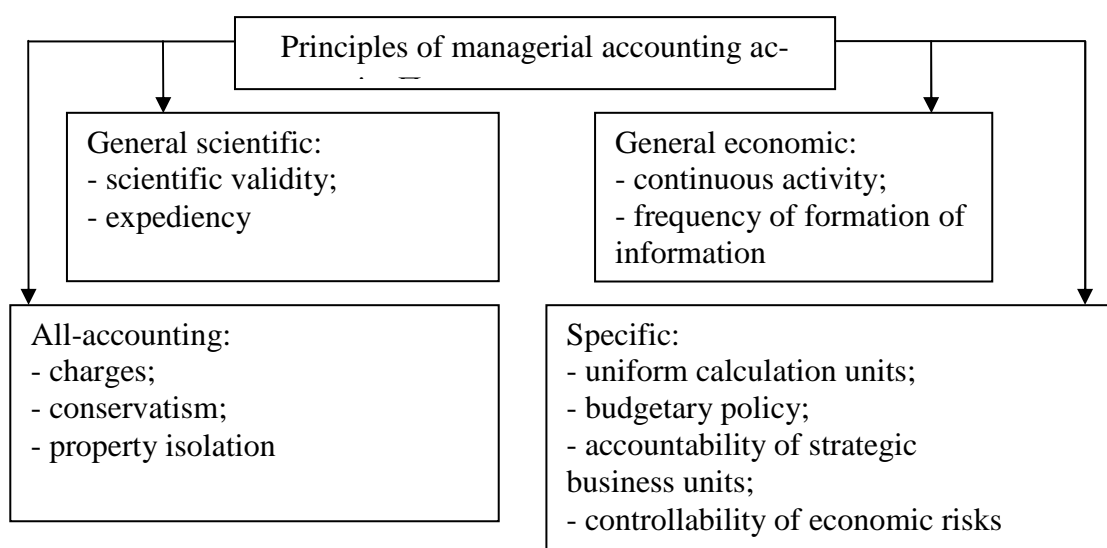 Principles of managerial accounting ac-
General scientific:
- scientific validity;
- expediency
General economic:
- continuous activity;
- frequency of formation of
information
All-accounting:
- charges;
- conservatism;
- property isolation
Specific:
- uniform calculation units;
- budgetary policy;
- accountability of strategic
business units;
- controllability of economic risks